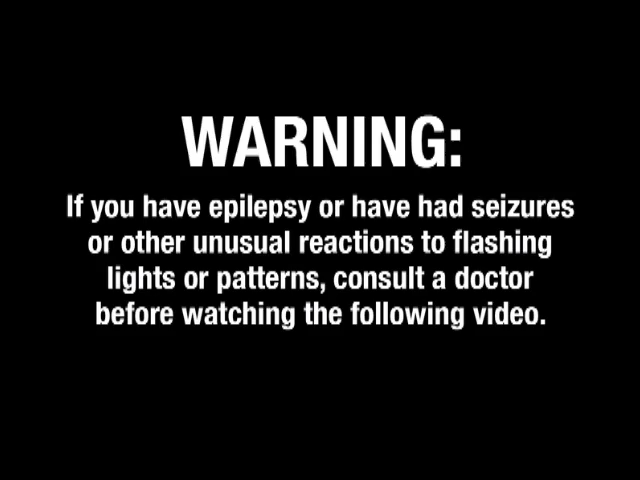 WARNING:
If you have epilepsy or have had seizures
or other unusual reactions to flashing
lights or patterns, consult a doctor
before watching the following video.